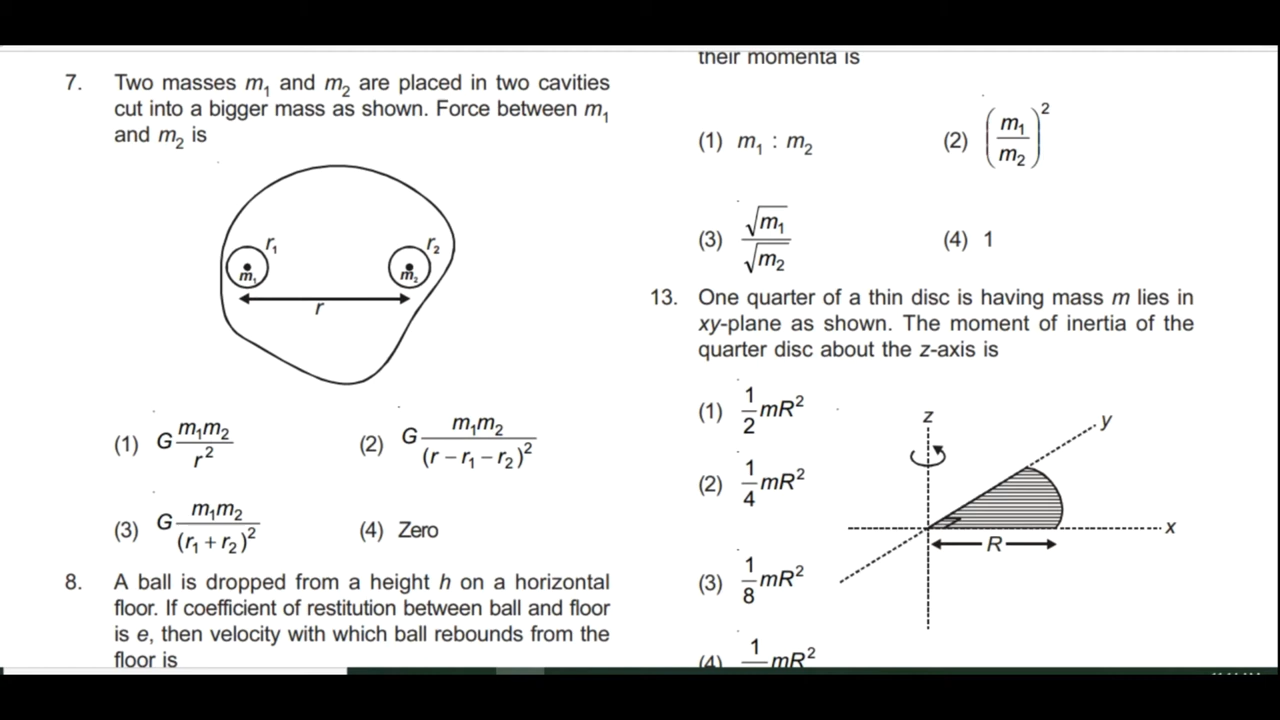 7. Two masses m₁ and m₂ are placed in two cavities
cut into a bigger mass as shown. Force between m₁
and m₂ is
r₁
r₂
m₁
m₂
r
(1) G m₁m₂ / r²
(2) G m₁m₂ / (r – r₁ – r₂)²
(3) G m₁m₂ / (r₁ + r₂)²
(4) Zero
8. A ball is dropped from a height h on a horizontal
floor. If coefficient of restitution between ball and floor
is e, then velocity with which ball rebounds from the
floor is
their momenta is
(1) m₁ : m₂
(2) (m₁ / m₂)²
(3) √m₁ / √m₂
(4) 1
13. One quarter of a thin disc is having mass m lies in
xy-plane as shown. The moment of inertia of the
quarter disc about the z-axis is
(1) 1/2 mR²
(2) 1/4 mR²
(3) 1/8 mR²
(4) 1/ mR²
z
y
x
R